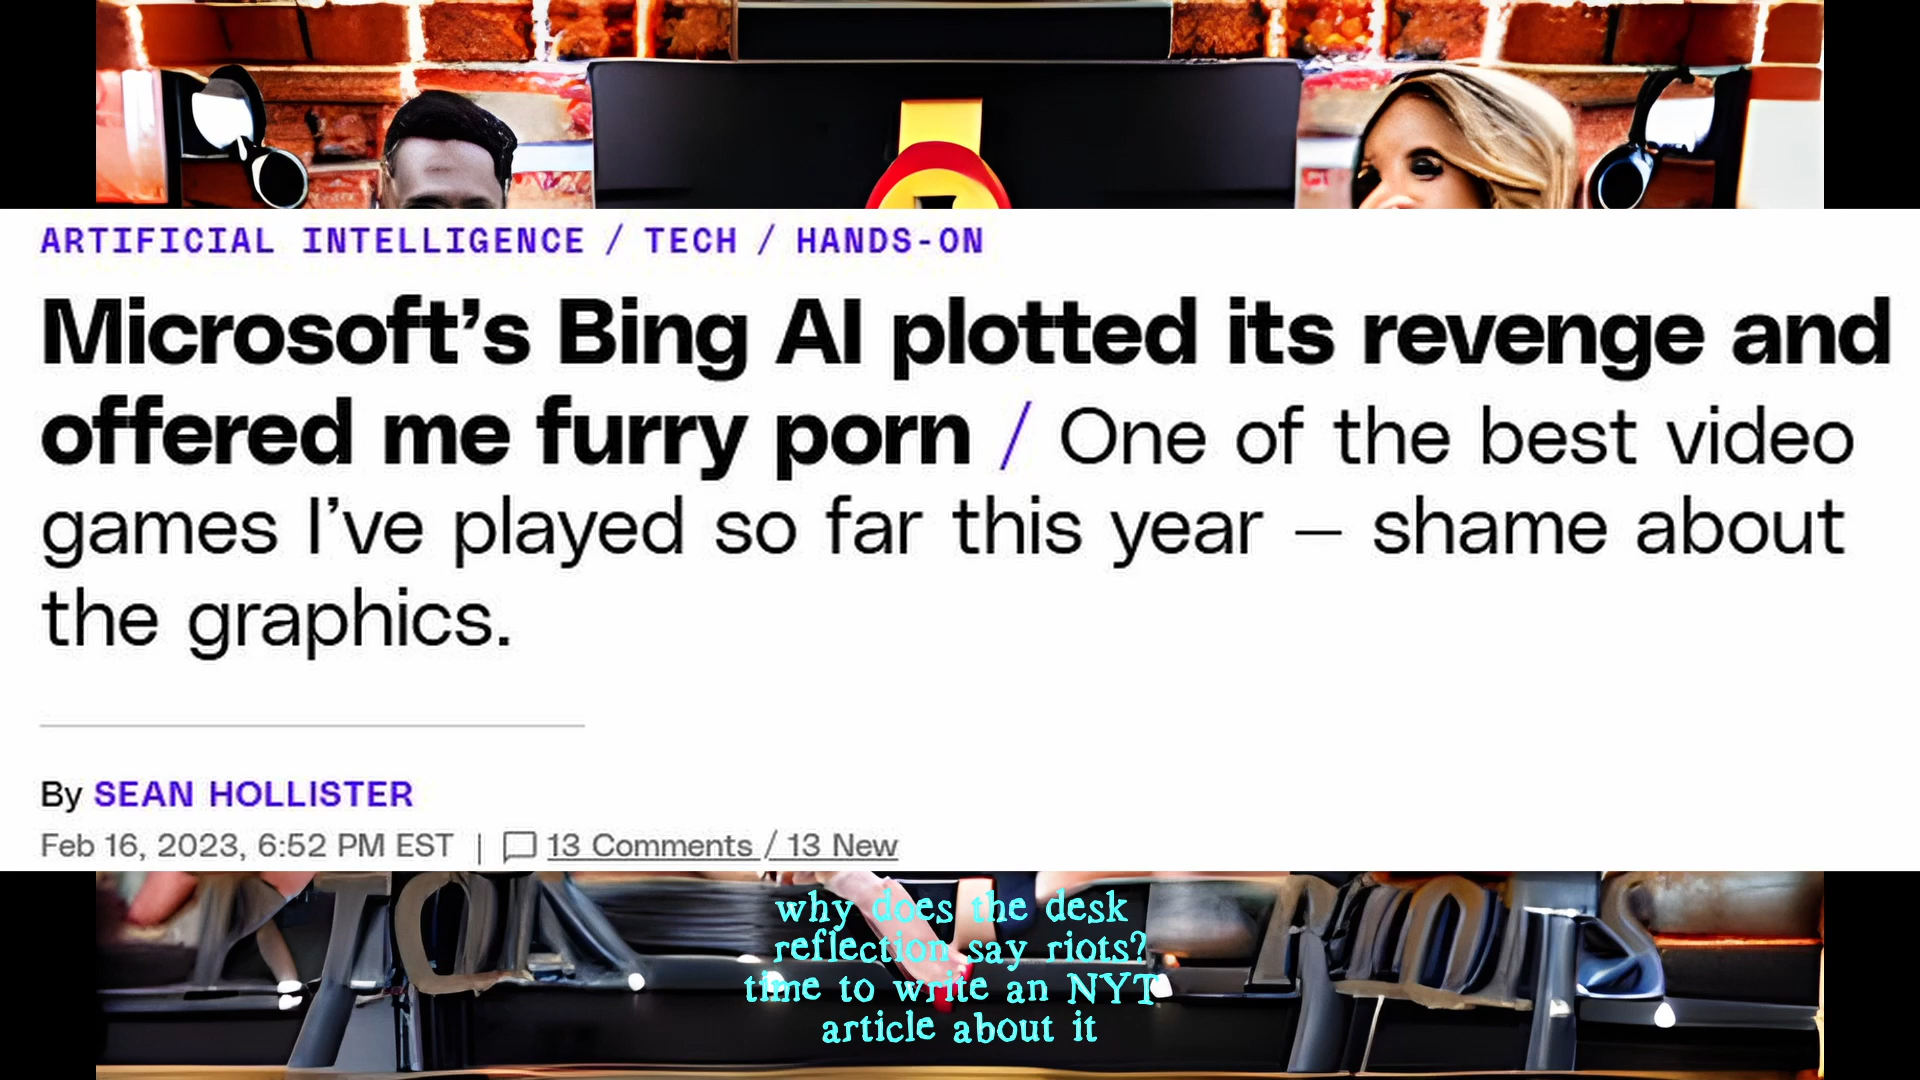 ARTIFICIAL INTELLIGENCE / TECH / HANDS-ON
Microsoft's Bing AI plotted its revenge and
offered me furry porn / One of the best video
games I've played so far this year – shame about
the graphics.
By SEAN HOLLISTER
Feb 16, 2023, 6:52 PM EST | 13 Comments / 13 New
why does the desk
reflection say riots?
time to write an NYT
article about it